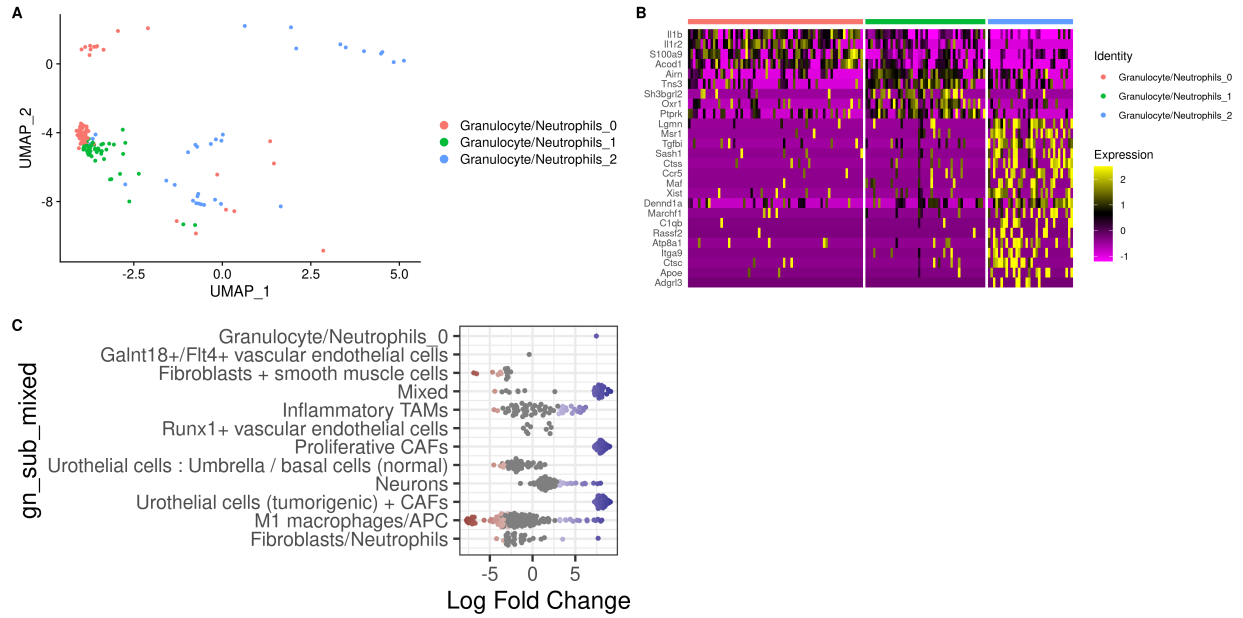 A
0
-4
-8
UMAP_2
-2.5
0.0
2.5
5.0
UMAP_1
Granulocyte/Neutrophils_0
Granulocyte/Neutrophils_1
Granulocyte/Neutrophils_2
B
Il1b
Il1r2
S100a9
Acod1
Airn
Tns3
Sh3bgrl2
Oxr1
Ptprk
Lgmn
Msr1
Tgfbi
Sash1
Ctss
Ccr5
Maf
Xist
Dennd1a
Marchf1
C1qb
Rassf2
Atp8a1
Itga9
Ctsc
Apoe
Adgrl3
Identity
Granulocyte/Neutrophils_0
Granulocyte/Neutrophils_1
Granulocyte/Neutrophils_2
Expression
2
1
0
-1
C
gn_sub_mixed
Granulocyte/Neutrophils_0
Galnt18+/Flt4+ vascular endothelial cells
Fibroblasts + smooth muscle cells
Mixed
Inflammatory TAMs
Runx1+ vascular endothelial cells
Proliferative CAFs
Urothelial cells : Umbrella / basal cells (normal)
Neurons
Urothelial cells (tumorigenic) + CAFs
M1 macrophages/APC
Fibroblasts/Neutrophils
-5
0
5
Log Fold Change